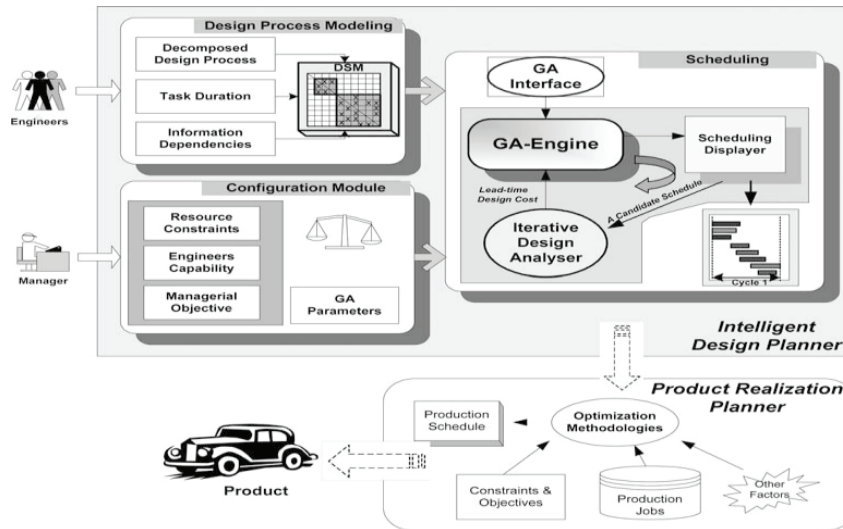 Design Process Modeling
Decomposed
Design Process
Task Duration
Information
Dependencies
DSM
Engineers
Configuration Module
Resource
Constraints
Engineers
Capability
Managerial
Objective
GA
Parameters
Manager
Scheduling
GA
Interface
GA-Engine
Scheduling
Displayer
Lead-time
Design Cost
A Candidate Schedule
Iterative
Design
Analyser
Cycle 1
Intelligent
Design Planner
Product Realization
Planner
Production
Schedule
Optimization
Methodologies
Constraints &
Objectives
Production
Jobs
Other
Factors
Product